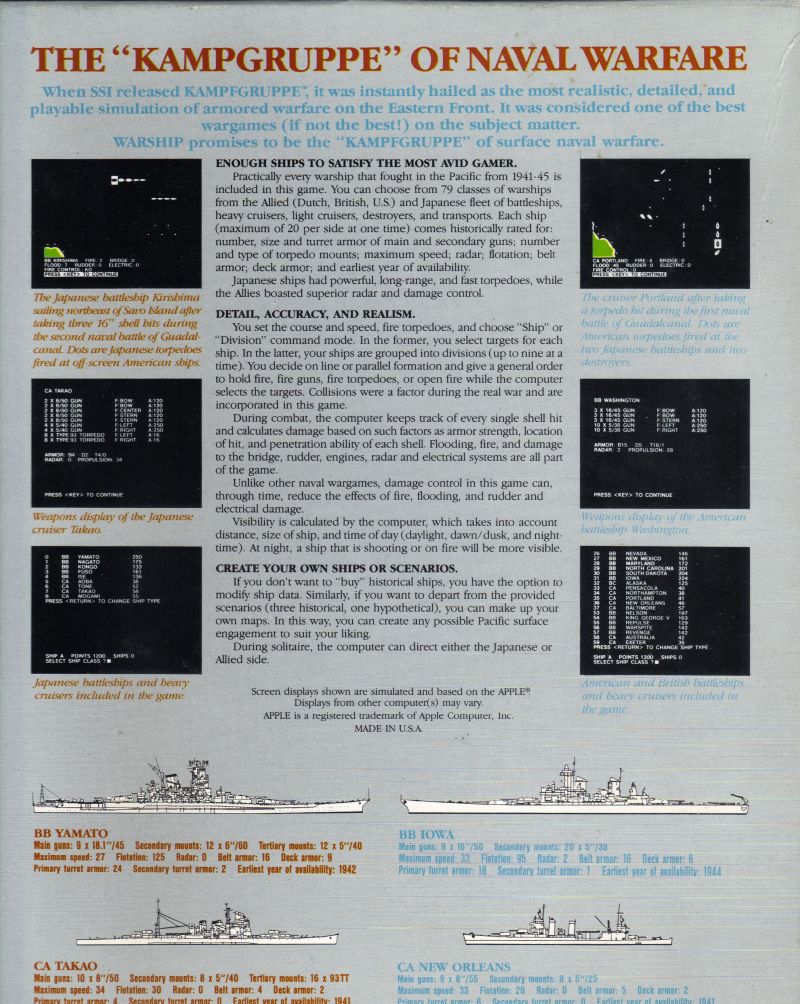 THE "KAMPGRUPPE" OF NAVAL WARFARE
When SSI released KAMPFGRUPPE™, it was instantly hailed as the most realistic, detailed, and
playable simulation of armored warfare on the Eastern Front. It was considered one of the best
wargames (if not the best!) on the subject matter.
WARSHIP promises to be the "KAMPFGRUPPE" of surface naval warfare.
BB KIRISHIMA FIRE: 2 BRIDGE: 0
FLOOD: 7 RUDDER: 0 ELECTRIC: 0
FIRE CONTROL: KO
PRESS <KEY> TO CONTINUE
The Japanese battleship Kirishima
sailing northeast of Savo Island after
taking three 16" shell hits during
the second naval battle of Guadal-
canal. Dots are Japanese torpedoes
fired at off-screen American ships.
CA TAKAO
2 X 8/50 GUN F:BOW A:120
2 X 8/50 GUN F:BOW A:120
2 X 8/50 GUN F:CENTER A:120
2 X 8/50 GUN F:STERN A:120
2 X 8/50 GUN F:STERN A:120
4 X 5/40 GUN F:LEFT A:250
4 X 5/40 GUN F:RIGHT A:250
8 X TYPE 93 TORPEDO F:LEFT A:16
8 X TYPE 93 TORPEDO F:RIGHT A:16
ARMOR: B4 D2 T4/0
RADAR: 0 PROPULSION: 34
PRESS <KEY> TO CONTINUE
Weapons display of the Japanese
cruiser Takao.
0 BB YAMATO 250
1 BB NAGATO 175
2 BB KONGO 133
3 BB FUSO 161
4 BB ISE 136
5 CA AOBA 38
6 CA TONE 52
7 CA TAKAO 58
8 CA MOGAMI 55
PRESS <RETURN> TO CHANGE SHIP TYPE
SHIP A POINTS 1200 SHIPS 0
SELECT SHIP CLASS ?
Japanese battleships and heavy
cruisers included in the game.
ENOUGH SHIPS TO SATISFY THE MOST AVID GAMER.
Practically every warship that fought in the Pacific from 1941-45 is
included in this game. You can choose from 79 classes of warships
from the Allied (Dutch, British, U.S.) and Japanese fleet of battleships,
heavy cruisers, light cruisers, destroyers, and transports. Each ship
(maximum of 20 per side at one time) comes historically rated for:
number, size and turret armor of main and secondary guns; number
and type of torpedo mounts; maximum speed; radar; flotation; belt
armor; deck armor; and earliest year of availability.
Japanese ships had powerful, long-range, and fast torpedoes, while
the Allies boasted superior radar and damage control.
DETAIL, ACCURACY, AND REALISM.
You set the course and speed, fire torpedoes, and choose "Ship" or
"Division" command mode. In the former, you select targets for each
ship. In the latter, your ships are grouped into divisions (up to nine at a
time). You decide on line or parallel formation and give a general order
to hold fire, fire guns, fire torpedoes, or open fire while the computer
selects the targets. Collisions were a factor during the real war and are
incorporated in this game.
During combat, the computer keeps track of every single shell hit
and calculates damage based on such factors as armor strength, location
of hit, and penetration ability of each shell. Flooding, fire, and damage
to the bridge, rudder, engines, radar and electrical systems are all part
of the game.
Unlike other naval wargames, damage control in this game can,
through time, reduce the effects of fire, flooding, and rudder and
electrical damage.
Visibility is calculated by the computer, which takes into account
distance, size of ship, and time of day (daylight, dawn/dusk, and night-
time). At night, a ship that is shooting or on fire will be more visible.
CREATE YOUR OWN SHIPS OR SCENARIOS.
If you don't want to "buy" historical ships, you have the option to
modify ship data. Similarly, if you want to depart from the provided
scenarios (three historical, one hypothetical), you can make up your
own maps. In this way, you can create any possible Pacific surface
engagement to suit your liking.
During solitaire, the computer can direct either the Japanese or
Allied side.
Screen displays shown are simulated and based on the APPLE®
Displays from other computer(s) may vary.
APPLE is a registered trademark of Apple Computer, Inc.
MADE IN U.S.A.
CA PORTLAND FIRE: 4 BRIDGE: 0
FLOOD: 45 RUDDER: 0 ELECTRIC: 0
FIRE CONTROL: 0
PRESS <KEY> TO CONTINUE
The cruiser Portland after taking
a torpedo hit during the first naval
battle of Guadalcanal. Dots are
American torpedoes fired at the
two Japanese battleships and two
destroyers.
BB WASHINGTON
3 X 16/45 GUN F:BOW A:120
3 X 16/45 GUN F:BOW A:120
3 X 16/45 GUN F:STERN A:120
10 X 5/38 GUN F:LEFT A:250
10 X 5/38 GUN F:RIGHT A:250
ARMOR: B15 D5 T16/1
RADAR: 2 PROPULSION: 28
PRESS <KEY> TO CONTINUE
Weapons display of the American
battleship Washington.
26 BB NEVADA 146
27 BB NEW MEXICO 161
28 BB MARYLAND 172
29 BB NORTH CAROLINA 201
30 BB SOUTH DAKOTA 204
31 BB IOWA 224
32 BC ALASKA 125
33 CA PENSACOLA 40
34 CA NORTHAMPTON 38
35 CA PORTLAND 41
36 CA NEW ORLEANS 46
37 CA BALTIMORE 57
53 BB NELSON 197
54 BB KING GEORGE V 163
55 BB REPULSE 129
56 BB WARSPITE 142
57 BB REVENGE 142
58 CA AUSTRALIA 42
59 CA EXETER 35
PRESS <RETURN> TO CHANGE SHIP TYPE
SHIP A POINTS 1200 SHIPS 0
SELECT SHIP CLASS ?
American and British battleships
and heavy cruisers included in
the game.
BB YAMATO
Main guns: 9 x 18.1"/45 Secondary mounts: 12 x 6"/60 Tertiary mounts: 12 x 5"/40
Maximum speed: 27 Flotation: 125 Radar: 0 Belt armor: 16 Deck armor: 9
Primary turret armor: 24 Secondary turret armor: 2 Earliest year of availability: 1942
BB IOWA
Main guns: 9 x 16"/50 Secondary mounts: 20 x 5"/38
Maximum speed: 33 Flotation: 95 Radar: 2 Belt armor: 16 Deck armor: 6
Primary turret armor: 18 Secondary turret armor: 1 Earliest year of availability: 1944
CA TAKAO
Main guns: 10 x 8"/50 Secondary mounts: 8 x 5"/40 Tertiary mounts: 16 x 93TT
Maximum speed: 34 Flotation: 30 Radar: 0 Belt armor: 4 Deck armor: 2
Primary turret armor: 4 Secondary turret armor: 0 Earliest year of availability: 1941
CA NEW ORLEANS
Main guns: 9 x 8"/55 Secondary mounts: 8 x 5"/25
Maximum speed: 33 Flotation: 20 Radar: 0 Belt armor: 5 Deck armor: 2
Primary turret armor: 6 Secondary turret armor: 0 Earliest year of availability: 1941